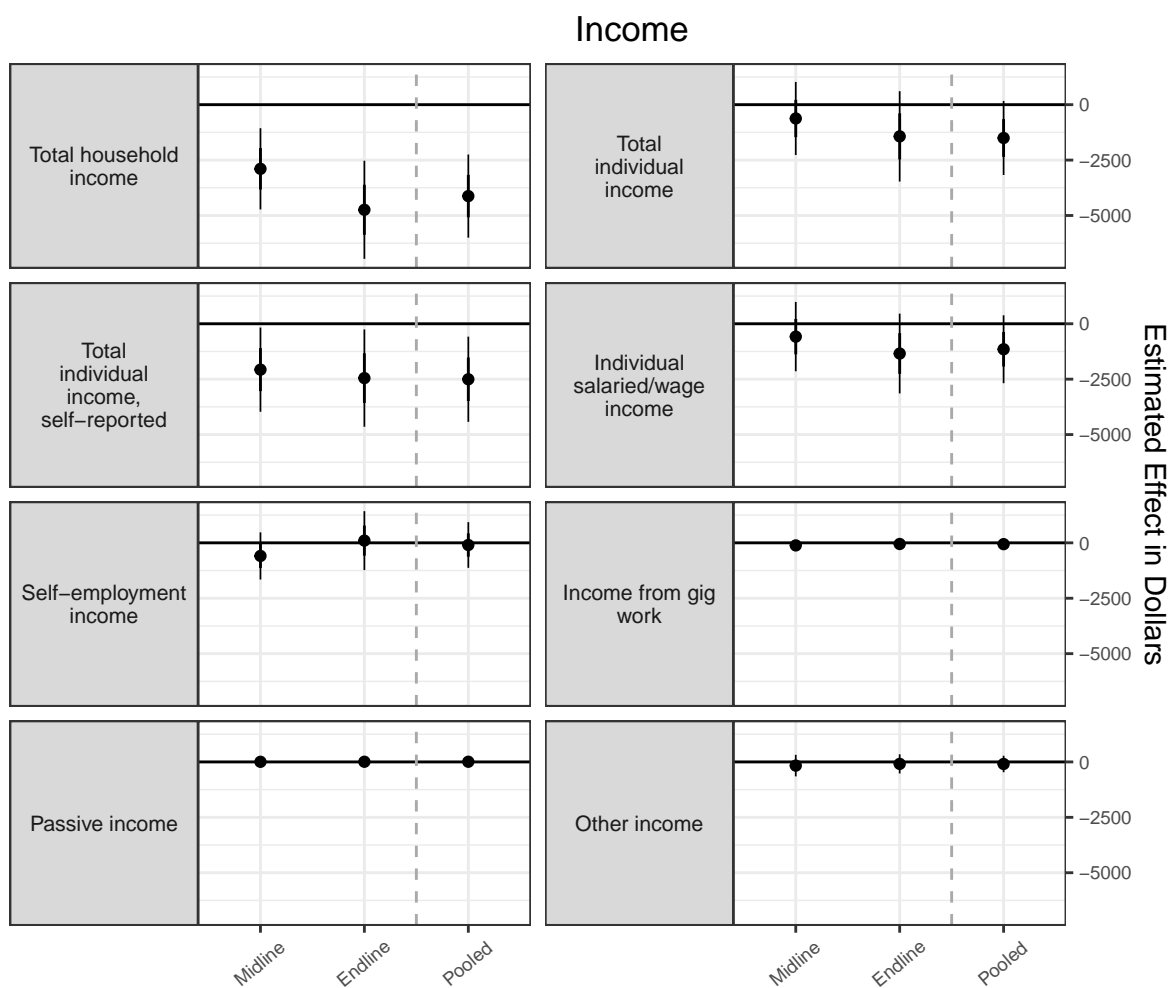 Income
Total household
income
Total
individual
income
0
−2500
−5000
Total
individual
income,
self−reported
Individual
salaried/wage
income
0
−2500
−5000
Self−employment
income
Income from gig
work
0
−2500
−5000
Passive income
Other income
0
−2500
−5000
Midline
Endline
Pooled
Midline
Endline
Pooled
Estimated Effect in Dollars